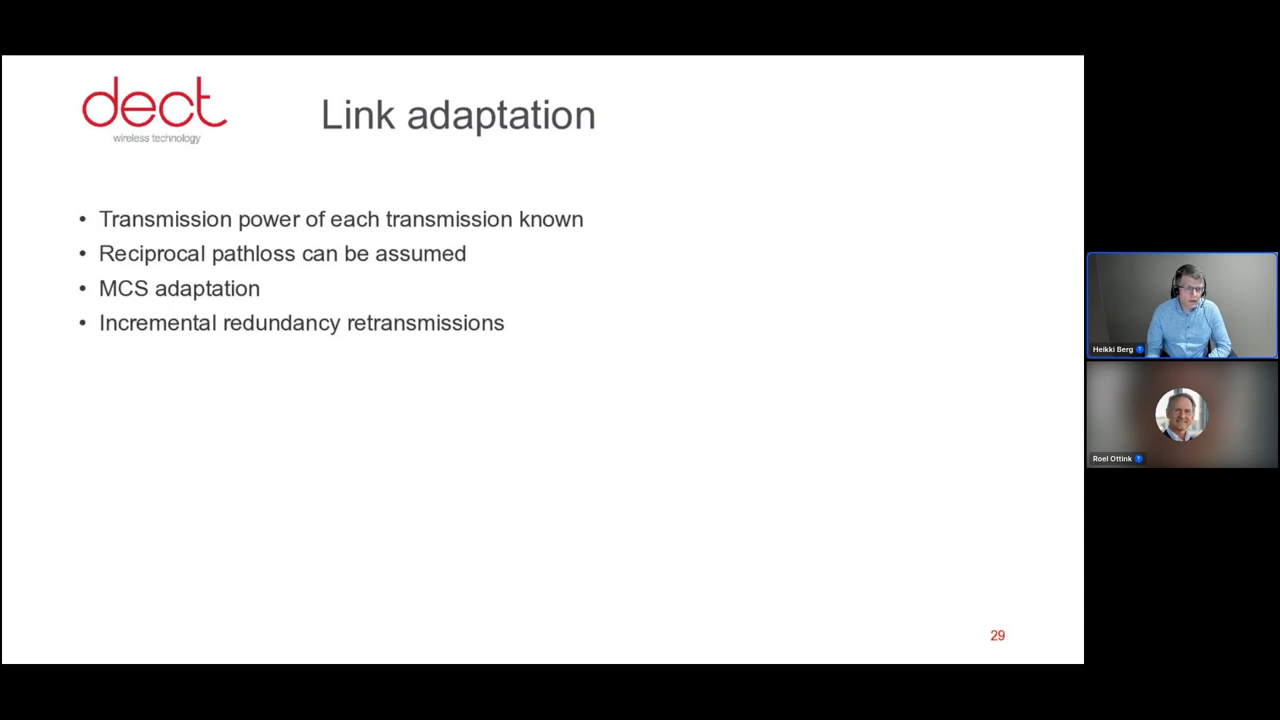 dect
wireless technology
Link adaptation
• Transmission power of each transmission known
• Reciprocal pathloss can be assumed
• MCS adaptation
• Incremental redundancy retransmissions
29
Heikki Berg
Roel Ottink